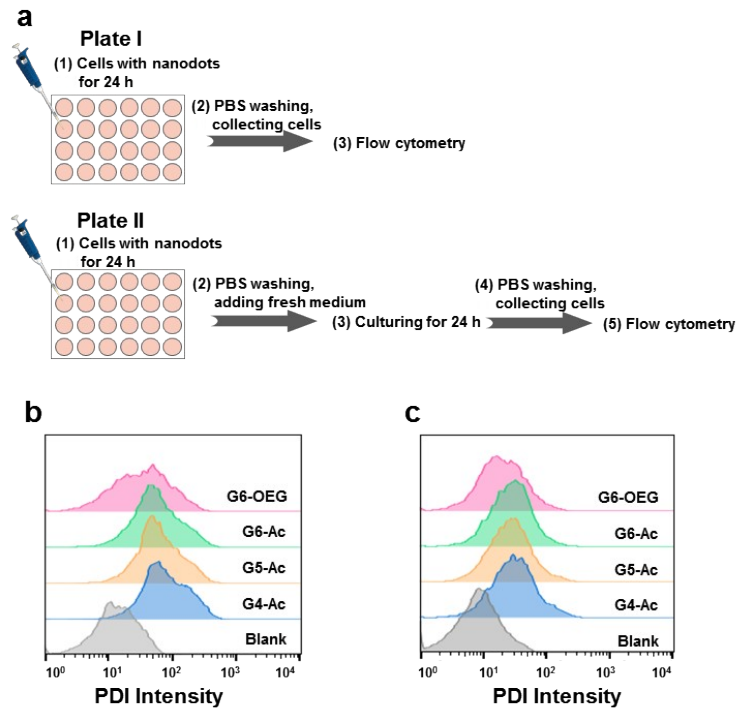 a
Plate I
(1) Cells with nanodots
for 24 h
(2) PBS washing,
collecting cells
(3) Flow cytometry
Plate II
(1) Cells with nanodots
for 24 h
(2) PBS washing,
adding fresh medium
(3) Culturing for 24 h
(4) PBS washing,
collecting cells
(5) Flow cytometry
b
G6-OEG
G6-Ac
G5-Ac
G4-Ac
Blank
10⁰ 10¹ 10² 10³ 10⁴
PDI Intensity
c
G6-OEG
G6-Ac
G5-Ac
G4-Ac
Blank
10⁰ 10¹ 10² 10³ 10⁴
PDI Intensity